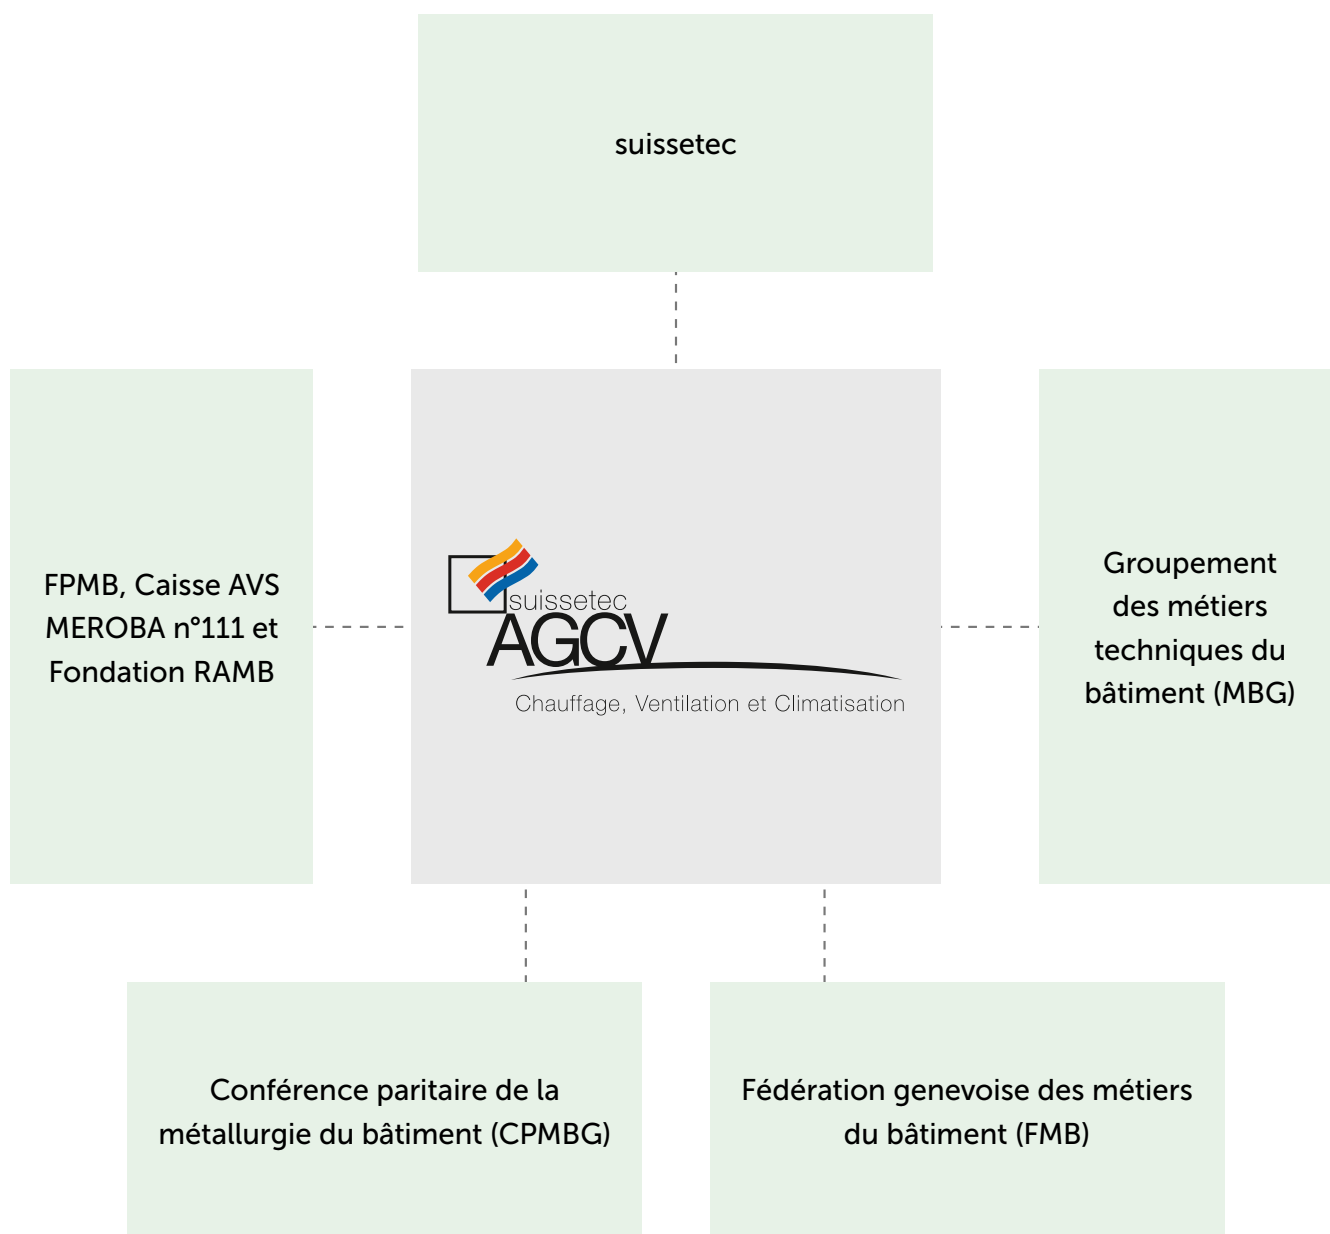 suissetec
FPMB, Caisse AVS
MEROBA n°111 et
Fondation RAMB
suissetec
AGCV
Chauffage, Ventilation et Climatisation
Groupement
des métiers
techniques du
bâtiment (MBG)
Conférence paritaire de la
métallurgie du bâtiment (CPMBG)
Fédération genevoise des métiers
du bâtiment (FMB)